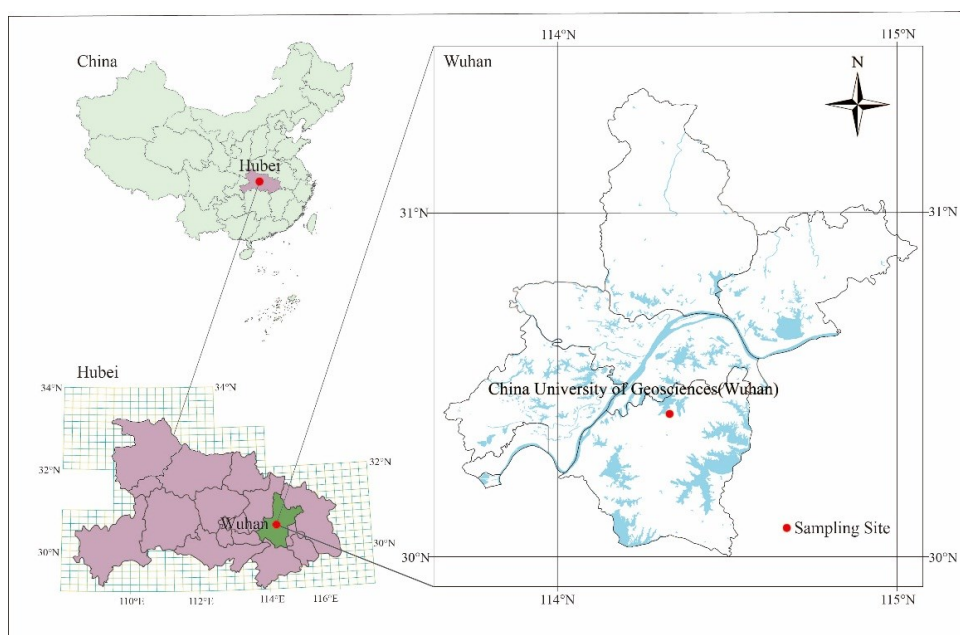 China
Hubei
Hubei
34°N
34°N
32°N
32°N
Wuhan
30°N
30°N
110°E
112°E
114°E
116°E
114°N
115°N
Wuhan
N
31°N
31°N
China University of Geosciences(Wuhan)
Sampling Site
30°N
30°N
114°N
115°N